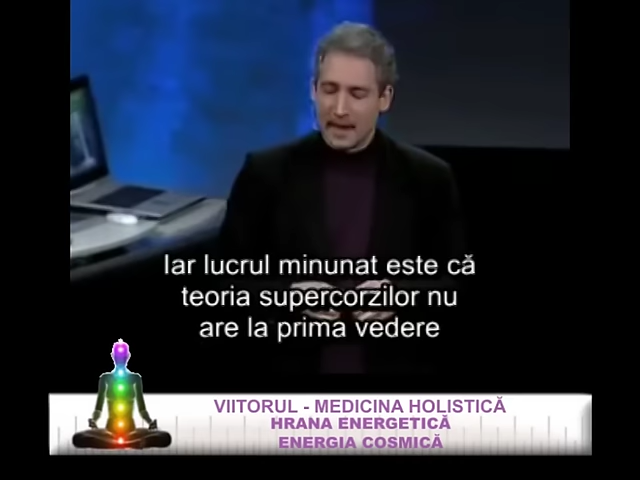 Iar lucrul minunat este că
teoria supercorzilor nu
are la prima vedere
VIITORUL - MEDICINA HOLISTICĂ
HRANA ENERGETICĂ
ENERGIA COSMICĂ